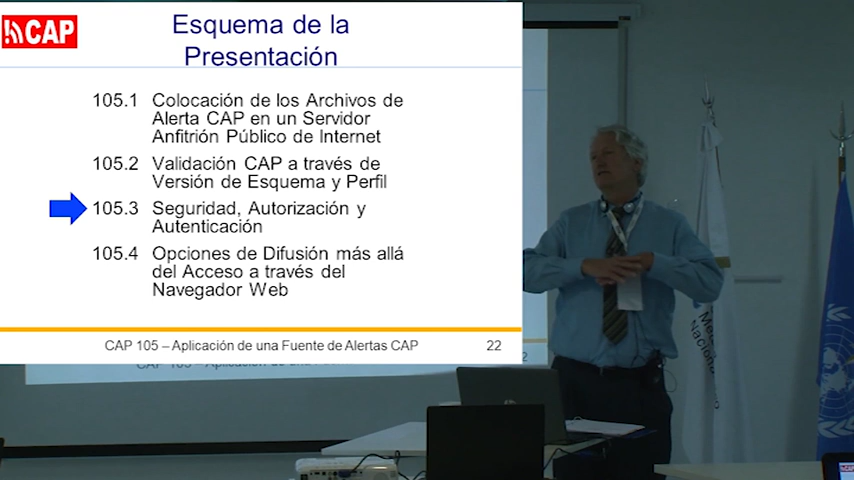 CAP
Esquema de la
Presentación
105.1 Colocación de los Archivos de
Alerta CAP en un Servidor
Anfitrión Público de Internet
105.2 Validación CAP a través de
Versión de Esquema y Perfil
105.3 Seguridad, Autorización y
Autenticación
105.4 Opciones de Difusión más allá
del Acceso a través del
Navegador Web
CAP 105 – Aplicación de una Fuente de Alertas CAP 22